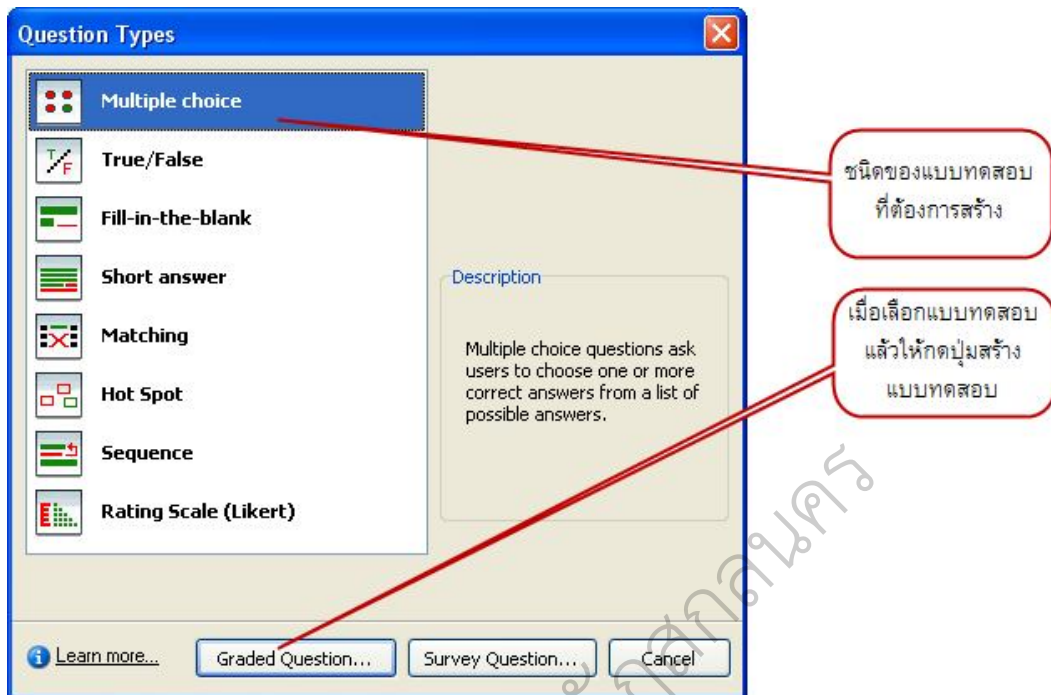 Question Types
Multiple choice
True/False
Fill-in-the-blank
Short answer
Matching
Hot Spot
Sequence
Rating Scale (Likert)
Description
Multiple choice questions ask
users to choose one or more
correct answers from a list of
possible answers.
Learn more...
Graded Question...
Survey Question...
Cancel
ชนิดของแบบทดสอบ
ที่ต้องการสร้าง
เมื่อเลือกแบบทดสอบ
แล้วให้กดปุ่มสร้าง
แบบทดสอบ